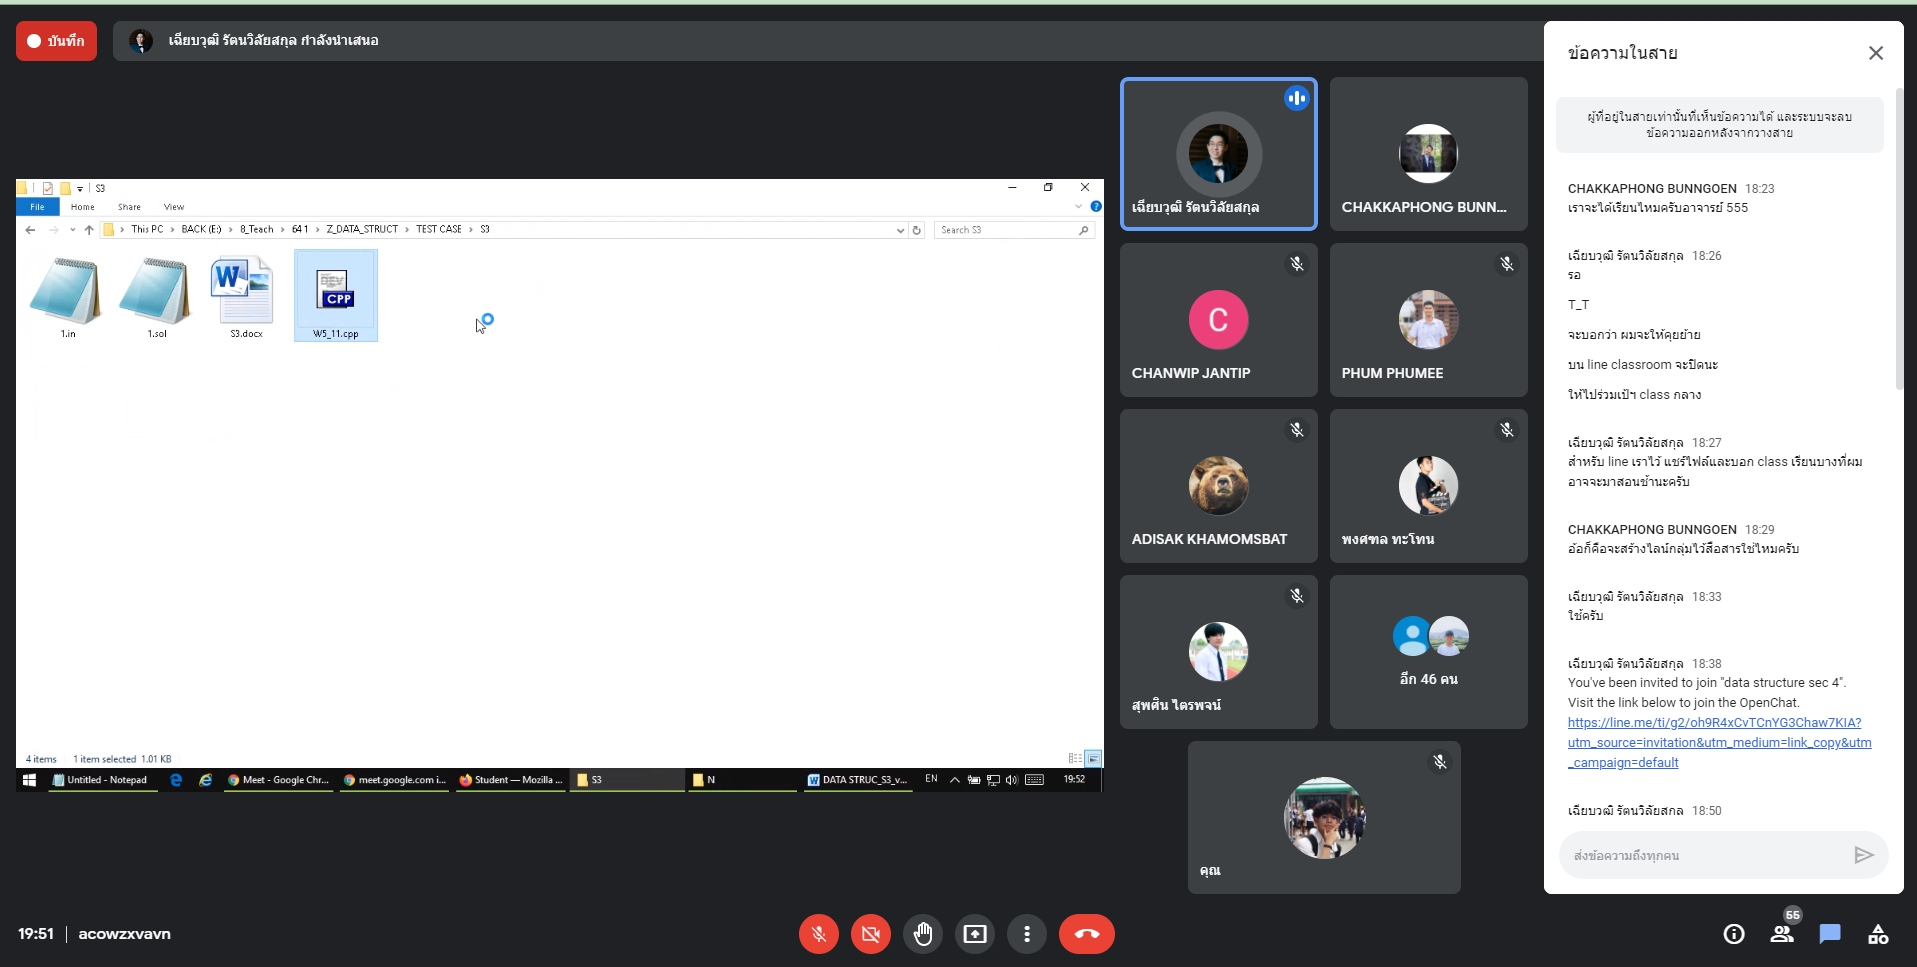 บันทึก
เฉียบวุฒิ รัตนวิลัยสกุล กำลังนำเสนอ
S3
File Home Share View
This PC > BACK (E:) > 8_Teach > 64 1 > Z_DATA_STRUCT > TEST CASE > S3
Search S3
1.in
1.sol
S3.docx
W5_11.cpp
CPP
4 items 1 item selected 1.01 KB
Untitled - Notepad
Meet - Google Chr...
meet.google.com i...
Student — Mozilla ...
S3
N
DATA STRUC_S3_v...
EN
19:52
เฉียบวุฒิ รัตนวิลัยสกุล
CHAKKAPHONG BUNN...
C
CHANWIP JANTIP
PHUM PHUMEE
ADISAK KHAMOMSBAT
พงศฑล ทะโทน
สุพศิน ไตรพจน์
อีก 46 คน
คุณ
ข้อความในสาย
ผู้ที่อยู่ในสายเท่านั้นที่เห็นข้อความได้ และระบบจะลบ
ข้อความออกหลังจากวางสาย
CHAKKAPHONG BUNNGOEN 18:23
เราจะได้เรียนไหมครับอาจารย์ 555
เฉียบวุฒิ รัตนวิลัยสกุล 18:26
รอ
T_T
จะบอกว่า ผมจะให้คุยย้าย
บน line classroom จะปิดนะ
ให้ไปร่วมเป้ฯ class กลาง
เฉียบวุฒิ รัตนวิลัยสกุล 18:27
สำหรับ line เราไว้ แชร์ไฟล์และบอก class เรียนบางที่ผม
อาจจะมาสอนช้านะครับ
CHAKKAPHONG BUNNGOEN 18:29
อ้อก็คือจะสร้างไลน์กลุ่มไว้สื่อสารใช่ไหมครับ
เฉียบวุฒิ รัตนวิลัยสกุล 18:33
ใช้ครับ
เฉียบวุฒิ รัตนวิลัยสกุล 18:38
You've been invited to join "data structure sec 4".
Visit the link below to join the OpenChat.
https://line.me/ti/g2/oh9R4xCvTCnYG3Chaw7KIA?
utm_source=invitation&utm_medium=link_copy&utm
_campaign=default
เฉียบวุฒิ รัตนวิลัยสกุล 18:50
ส่งข้อความถึงทุกคน
19:51 | acowzxvavn
55